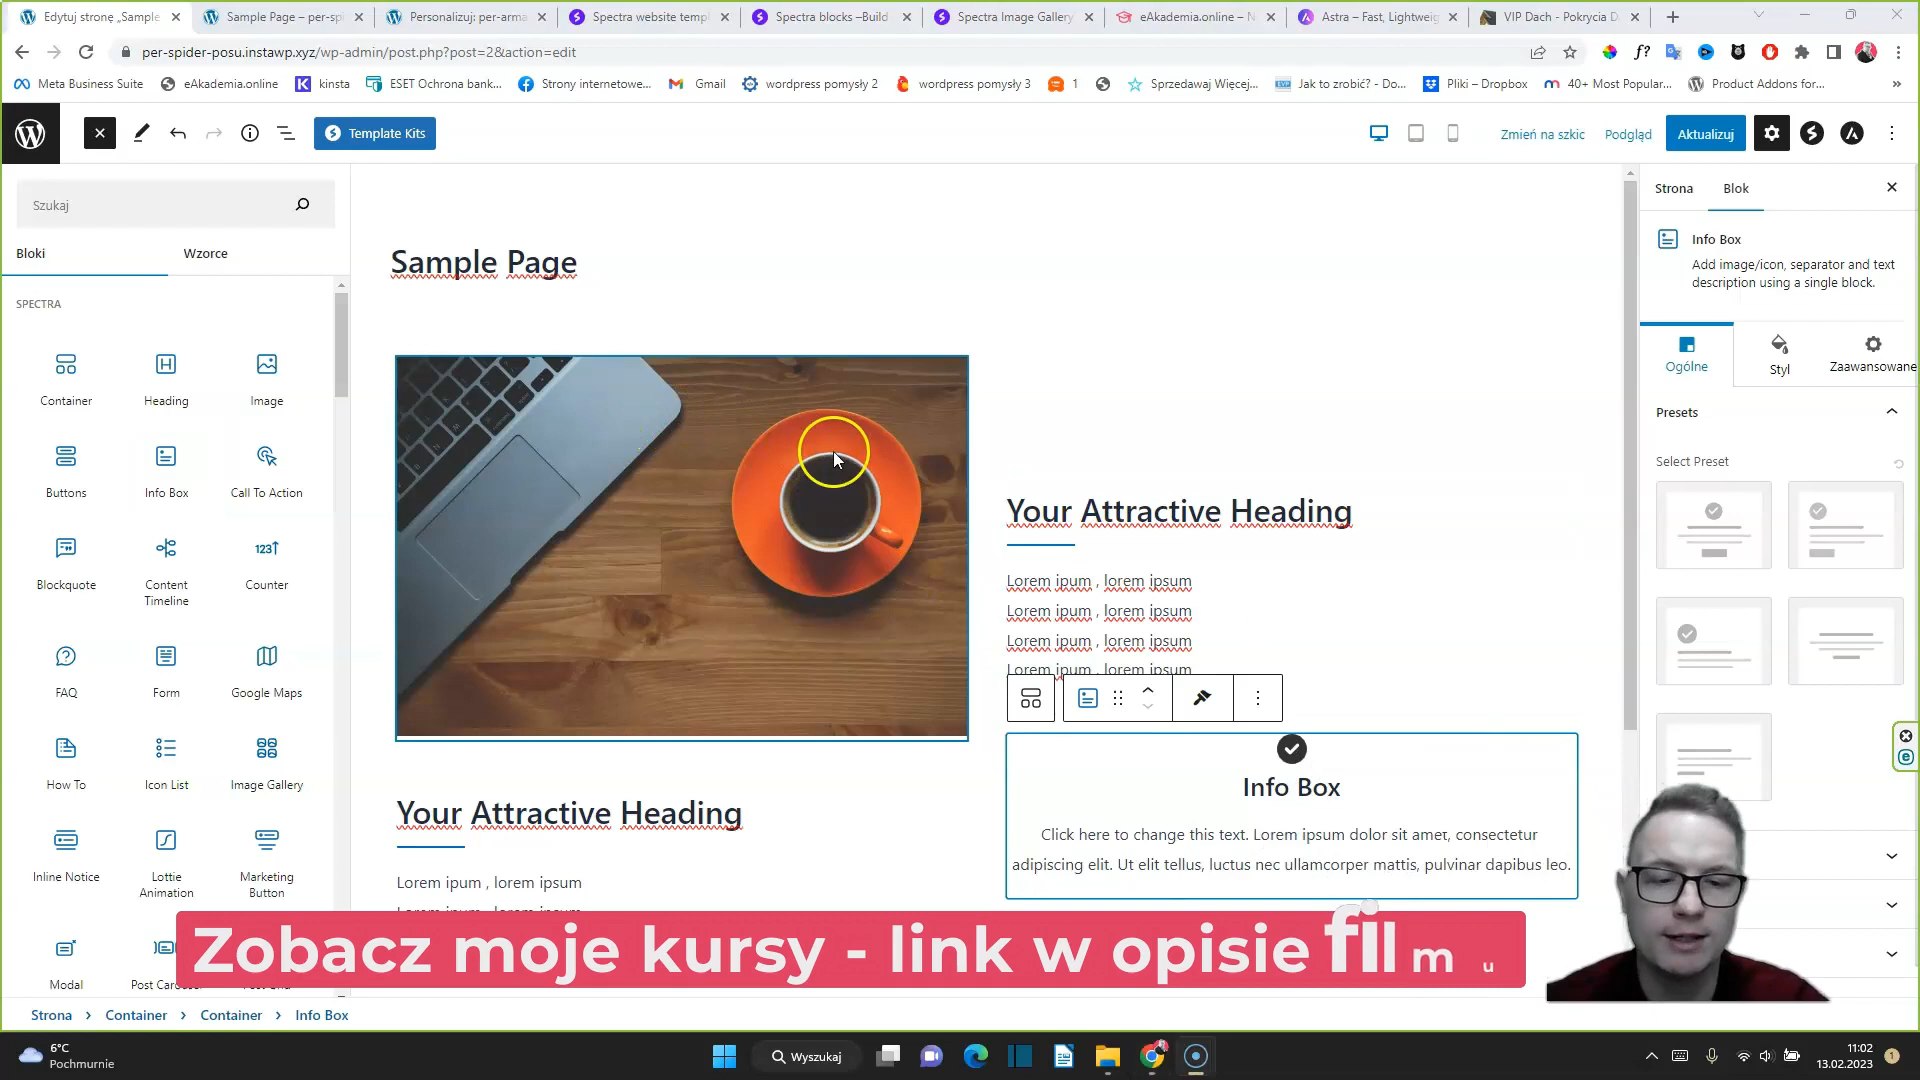 Edytuj stronę „Sample
Sample Page – per-spi
Personalizuj: per-arma
Spectra website templ
Spectra blocks –Build
Spectra Image Gallery
eAkademia.online – N
Astra – Fast, Lightweig
VIP Dach - Pokrycia D
per-spider-posu.instawp.xyz/wp-admin/post.php?post=2&action=edit
Meta Business Suite
eAkademia.online
kinsta
ESET Ochrona bank...
Strony internetowe...
Gmail
wordpress pomysły 2
wordpress pomysły 3
1
Sprzedawaj Więcej,...
Jak to zrobić? - Do...
Pliki – Dropbox
40+ Most Popular...
Product Addons for...
Template Kits
Zmień na szkic
Podgląd
Aktualizuj
Szukaj
Bloki
Wzorce
SPECTRA
Container
Heading
Image
Buttons
Info Box
Call To Action
Blockquote
Content
Timeline
Counter
FAQ
Form
Google Maps
How To
Icon List
Image Gallery
Inline Notice
Lottie
Animation
Marketing
Button
Modal
Sample Page
Your Attractive Heading
Lorem ipum , lorem ipsum
Lorem ipum , lorem ipsum
Lorem ipum , lorem ipsum
Lorem ipum , lorem ipsum
Info Box
Click here to change this text. Lorem ipsum dolor sit amet, consectetur
adipiscing elit. Ut elit tellus, luctus nec ullamcorper mattis, pulvinar dapibus leo.
Your Attractive Heading
Lorem ipum , lorem ipsum
Strona
Blok
Info Box
Add image/icon, separator and text
description using a single block.
Ogólne
Styl
Zaawansowane
Presets
Select Preset
Zobacz moje kursy - link w opisie filmu
Strona
Container
Container
Info Box
6°C
Pochmurnie
Wyszukaj
11:02
13.02.2023
1